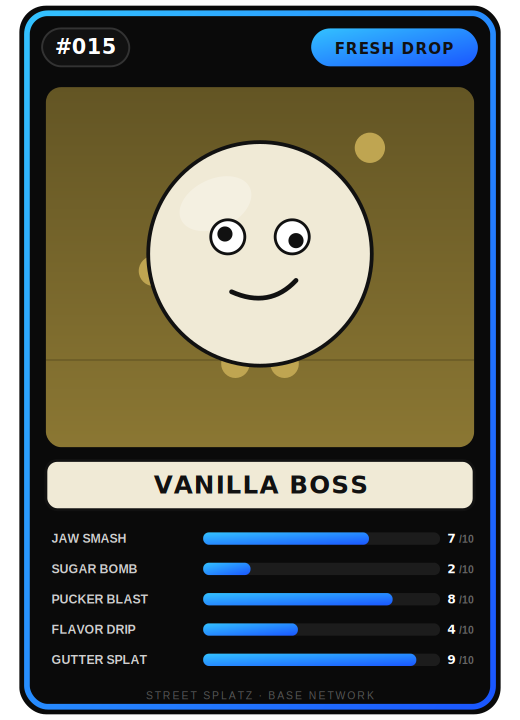 #015 FRESH DROP
VANILLA BOSS
JAW SMASH 7 /10
SUGAR BOMB 2 /10
PUCKER BLAST 8 /10
FLAVOR DRIP 4 /10
GUTTER SPLAT 9 /10
STREET SPLATZ · BASE NETWORK